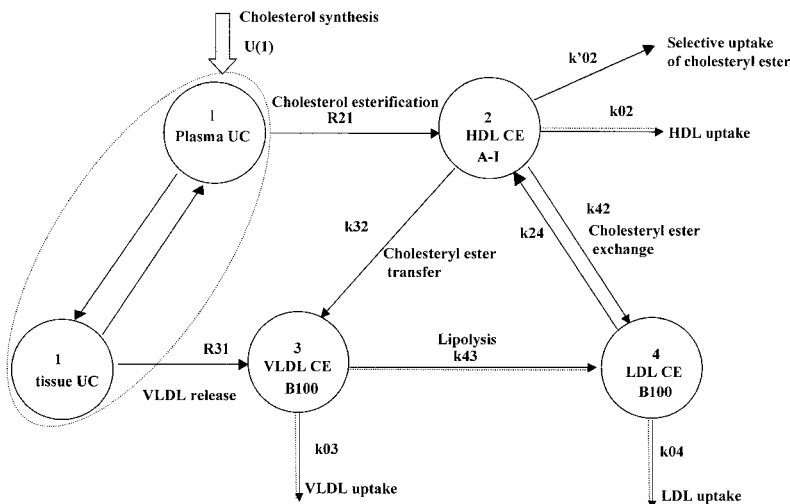 Cholesterol synthesis
U(1)
1
Plasma UC
Cholesterol esterification
R21
2
HDL CE
A-I
k'02
Selective uptake
of cholesteryl ester
k02
HDL uptake
k32
Cholesteryl ester
transfer
k24
k42
Cholesteryl ester
exchange
1
tissue UC
R31
VLDL release
3
VLDL CE
B100
Lipolysis
k43
4
LDL CE
B100
k03
VLDL uptake
k04
LDL uptake